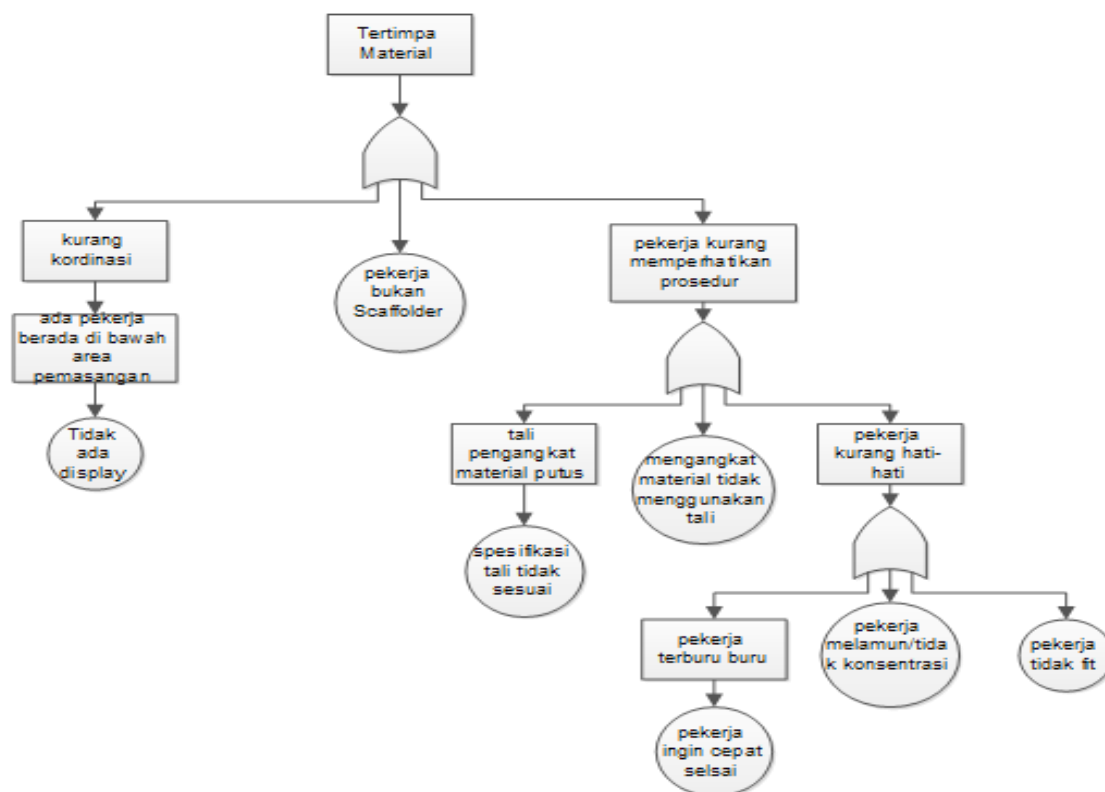 Tertimpa
Material
kurang
kordinasi
pekerja
bukan
Scaffolder
pekerja kurang
memperhatikan
prosedur
ada pekerja
berada di bawah
area
pemasangan
Tidak
ada
display
tali
pengangkat
material putus
mengangkat
material tidak
menggunakan
tali
pekerja
kurang hati-
hati
spesifikasi
tali tidak
sesuai
pekerja
terburu buru
pekerja
melamun/tida
k konsentrasi
pekerja
tidak fit
pekerja
ingin cepat
selsai